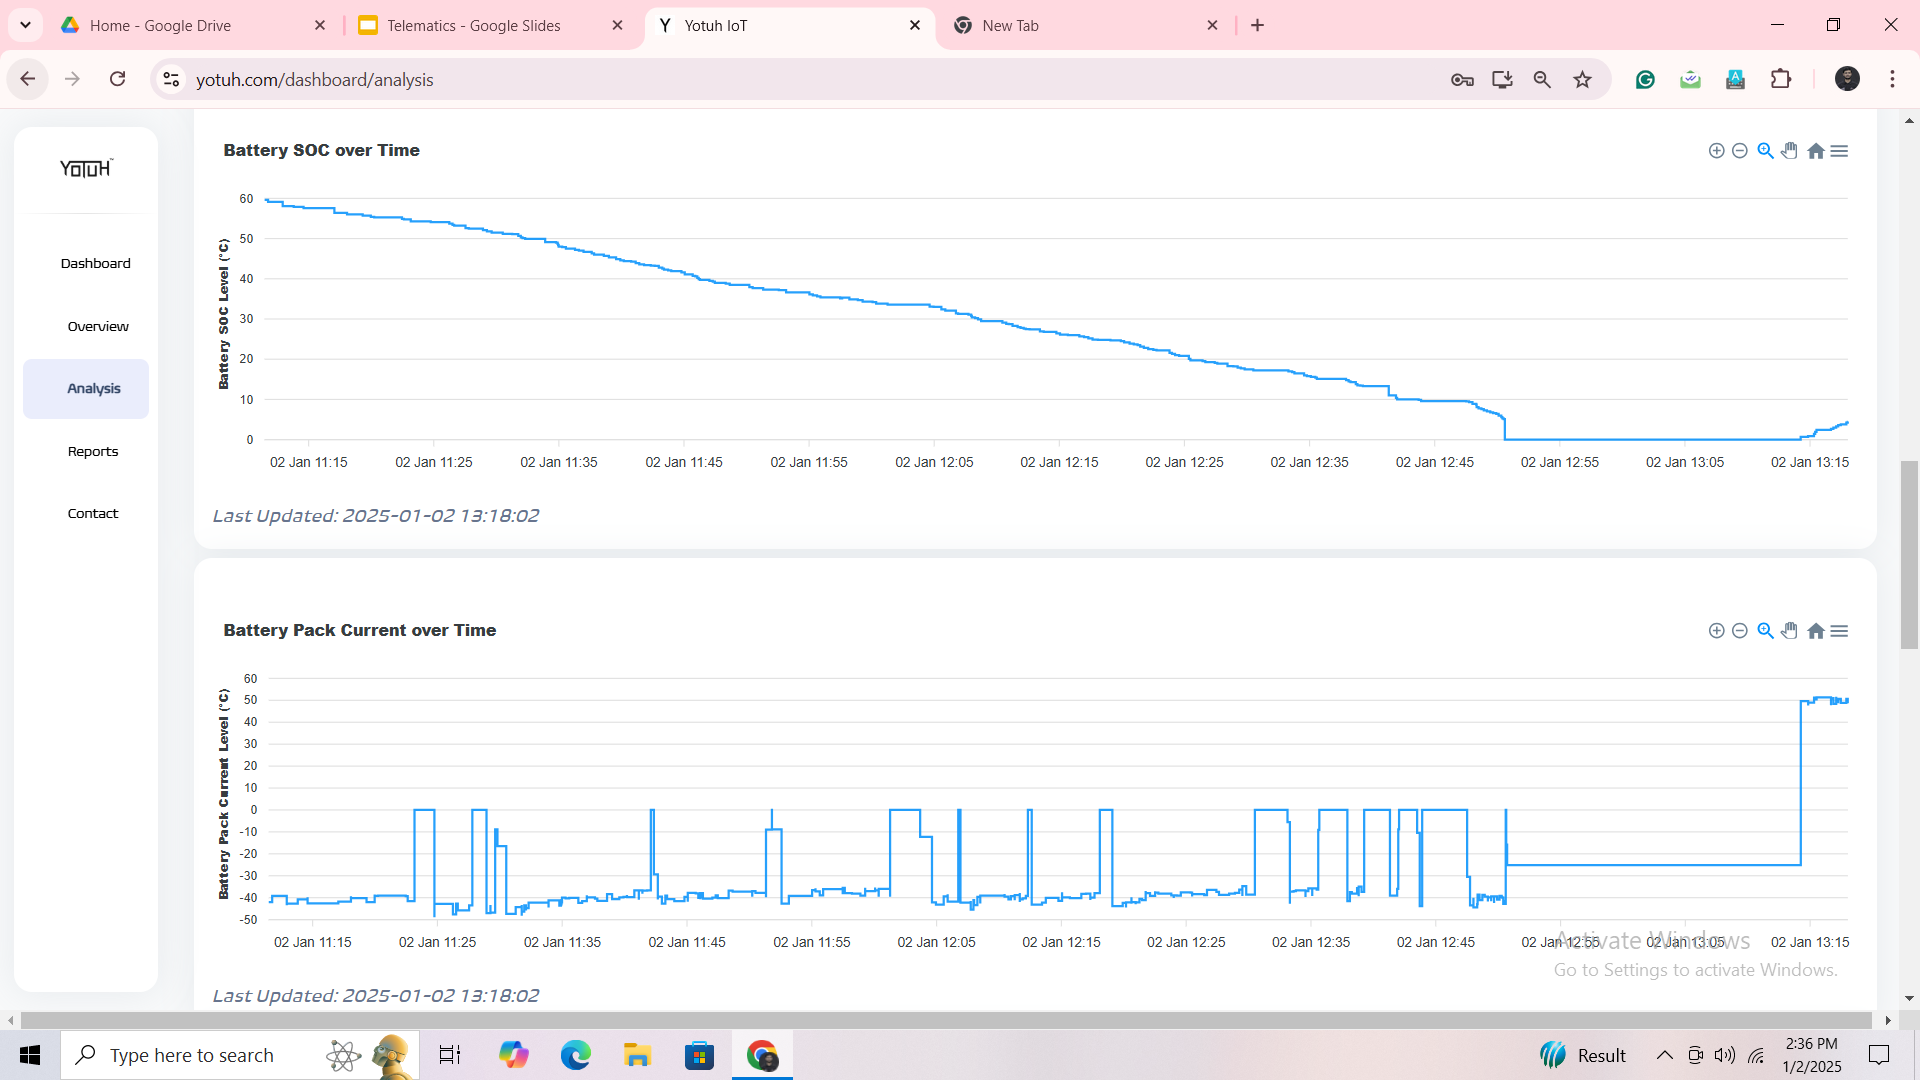 Home - Google Drive
Telematics - Google Slides
Yotuh IoT
New Tab
yotuh.com/dashboard/analysis
YOTUH
Dashboard
Overview
Analysis
Reports
Contact
Battery SOC over Time
Battery SOC Level (°C)
60
50
40
30
20
10
0
02 Jan 11:15 02 Jan 11:25 02 Jan 11:35 02 Jan 11:45 02 Jan 11:55 02 Jan 12:05 02 Jan 12:15 02 Jan 12:25 02 Jan 12:35 02 Jan 12:45 02 Jan 12:55 02 Jan 13:05 02 Jan 13:15
Last Updated: 2025-01-02 13:18:02
Battery Pack Current over Time
Battery Pack Current Level (°C)
60
50
40
30
20
10
0
-10
-20
-30
-40
-50
02 Jan 11:15 02 Jan 11:25 02 Jan 11:35 02 Jan 11:45 02 Jan 11:55 02 Jan 12:05 02 Jan 12:15 02 Jan 12:25 02 Jan 12:35 02 Jan 12:45 02 Jan 12:55 02 Jan 13:05 02 Jan 13:15
Activate Windows
Go to Settings to activate Windows.
Last Updated: 2025-01-02 13:18:02
Type here to search
Result
2:36 PM
1/2/2025